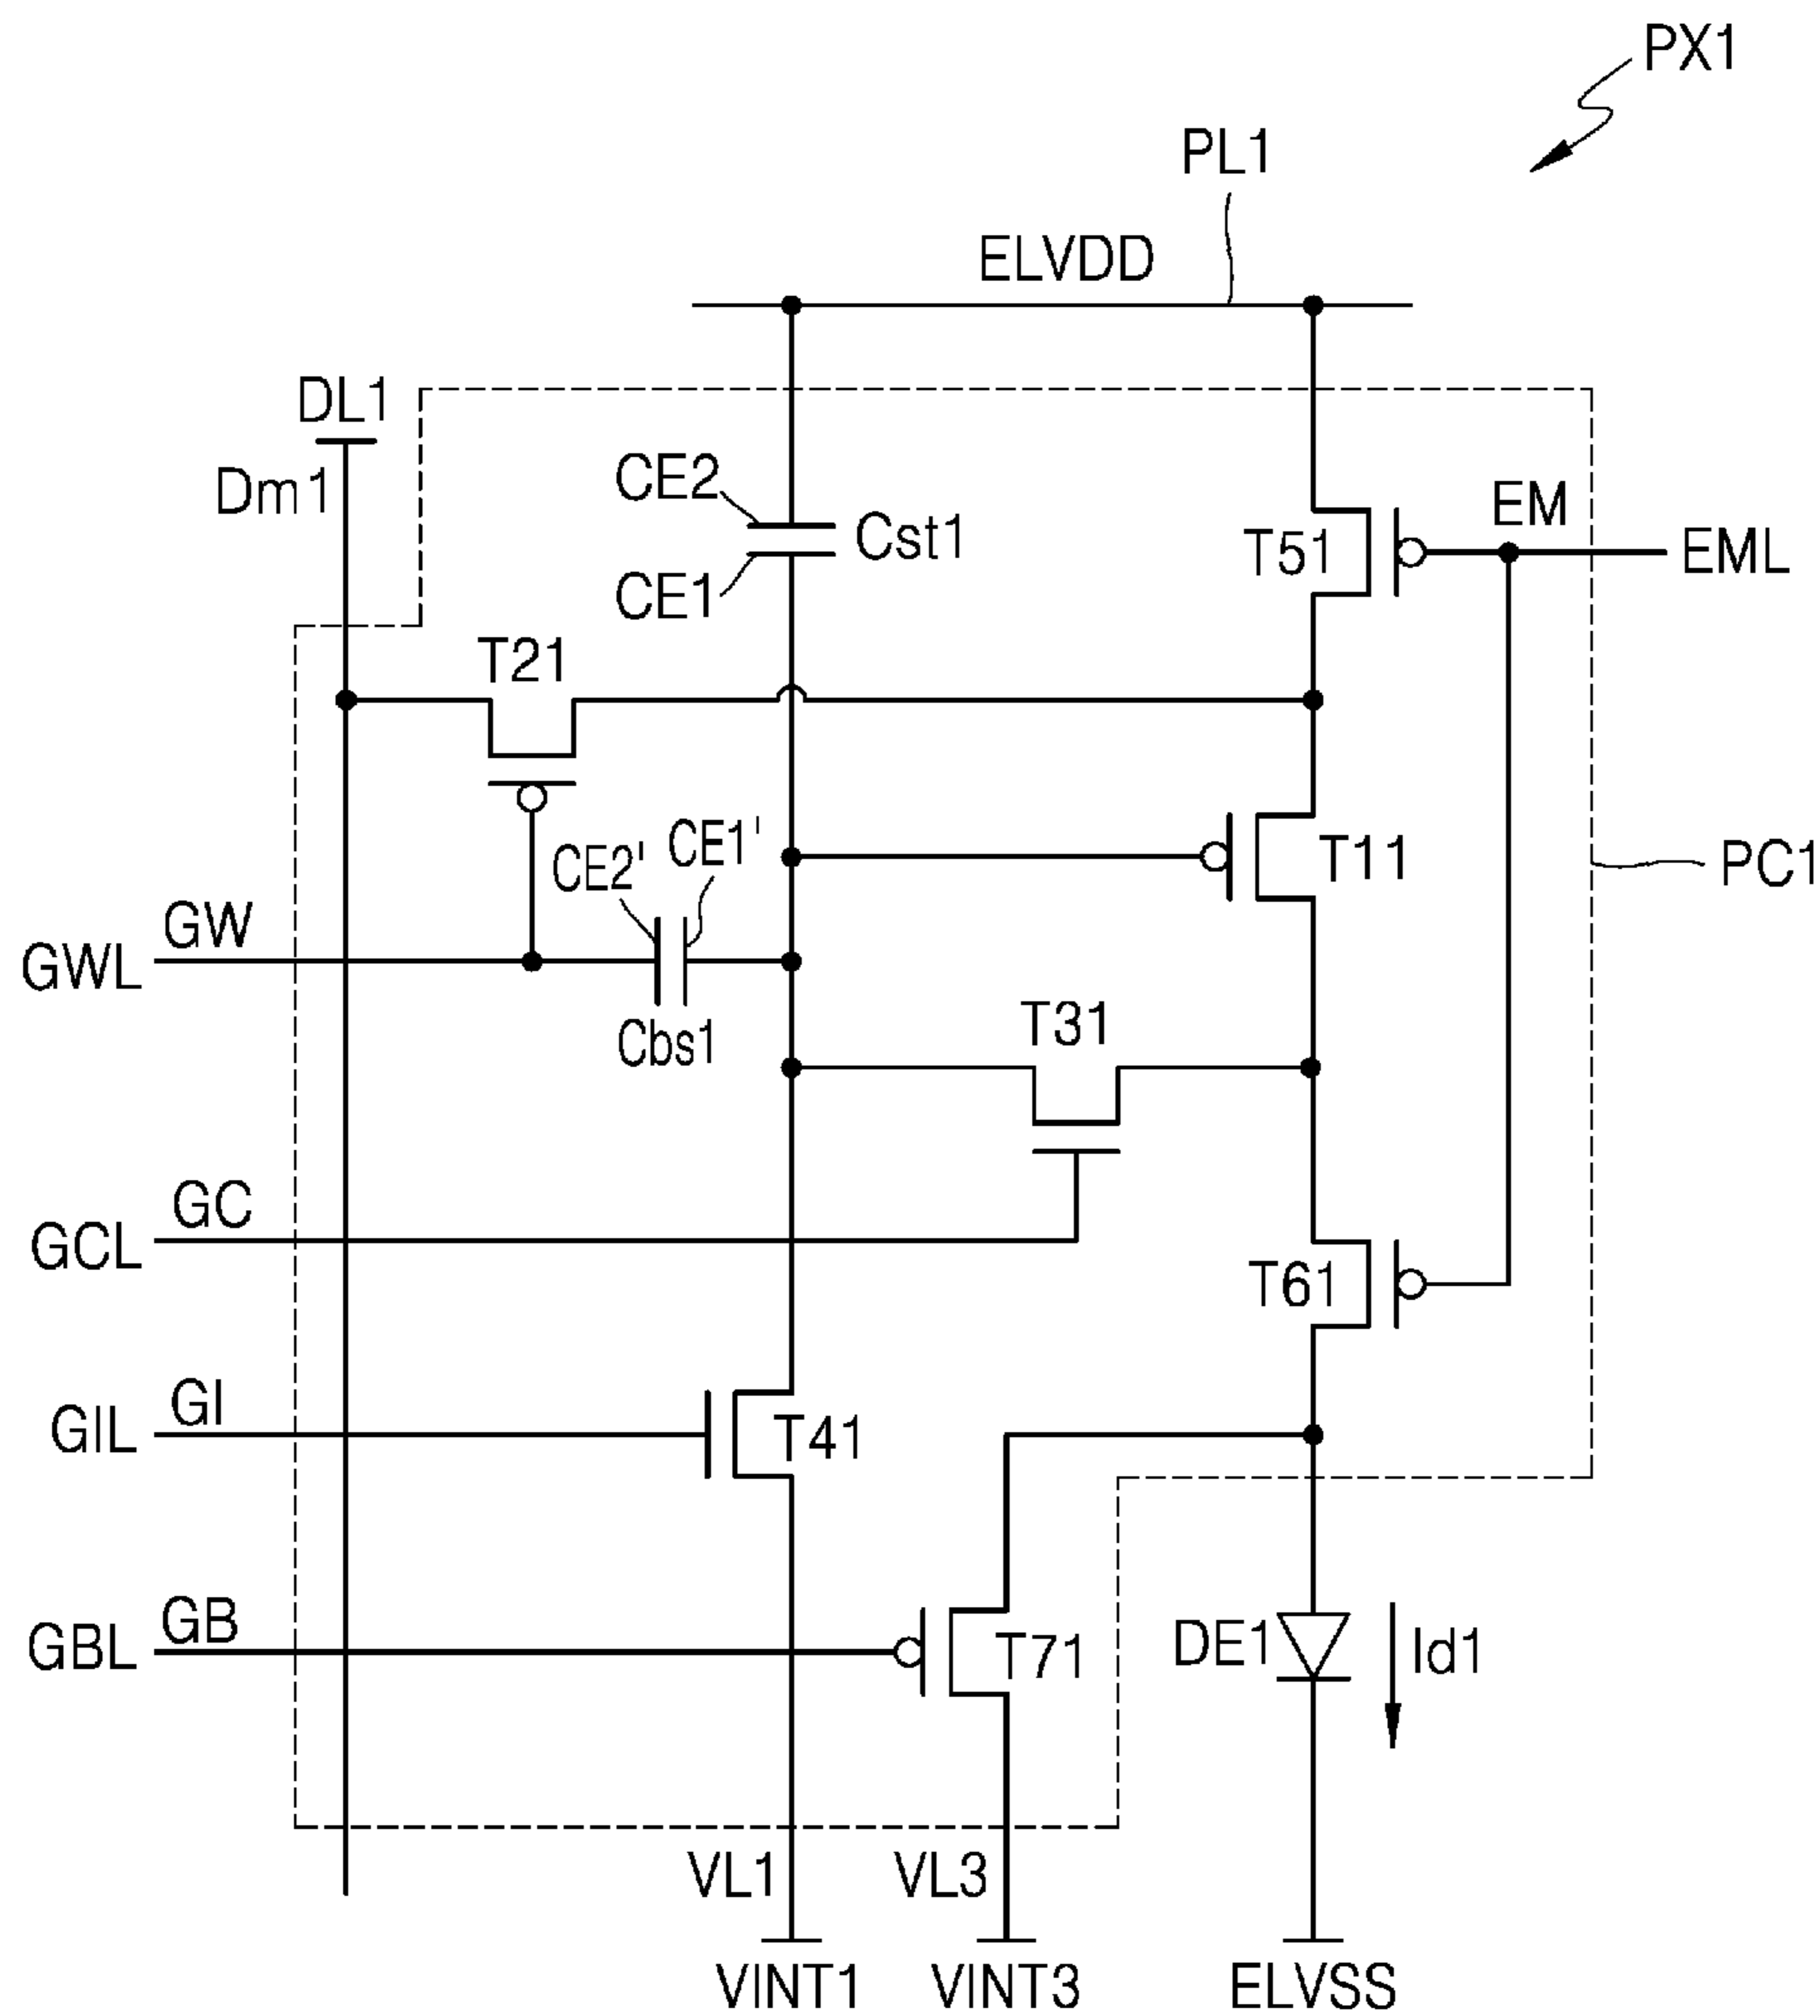 PX1
PL1
ELVDD
DL1
Dm1
CE2
Cst1
CE1
EM
T51
EML
T21
CE2'
CE1'
T11
PC1
GW
GWL
Cbs1
T31
GC
GCL
T61
GI
GIL
T41
GB
GBL
T71
DE1
Id1
VL1
VL3
VINT1
VINT3
ELVSS